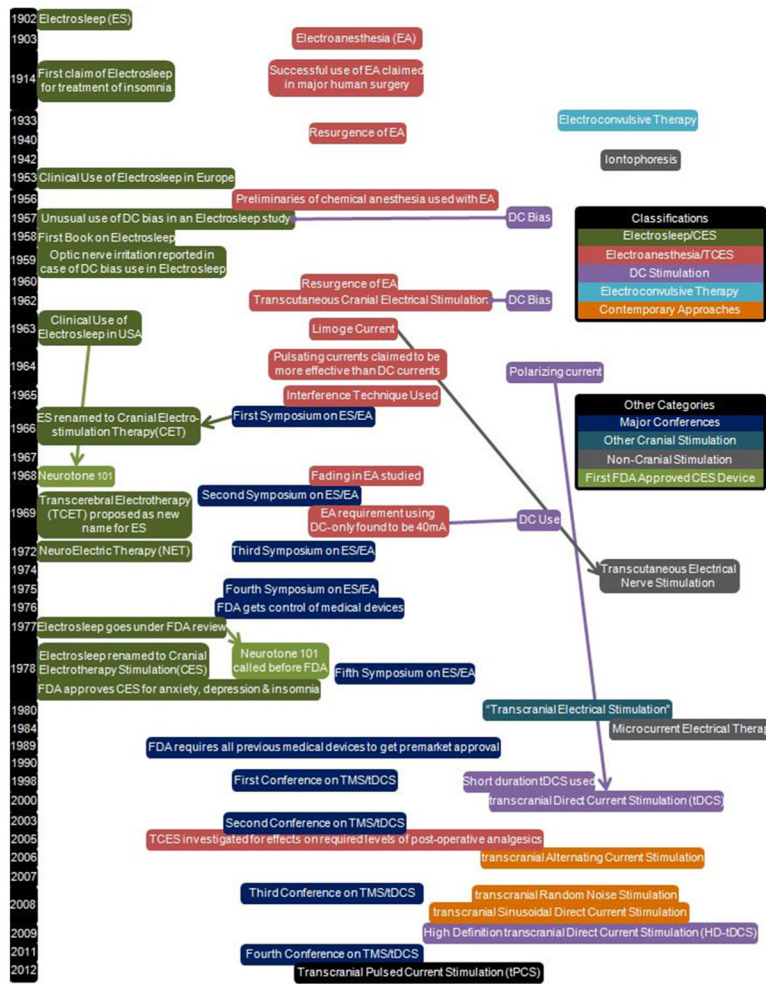 1902 Electrosleep (ES)
1903 Electroanesthesia (EA)
1914 First claim of Electrosleep
for treatment of insomnia
Successful use of EA claimed
in major human surgery
1933 Electroconvulsive Therapy
1940 Resurgence of EA
1942 Iontophoresis
1953 Clinical Use of Electrosleep in Europe
1956 Preliminaries of chemical anesthesia used with EA
1957 Unusual use of DC bias in an Electrosleep study DC Bias
1958 First Book on Electrosleep
1959 Optic nerve irritation reported in
case of DC bias use in Electrosleep
Classifications
Electrosleep/CES
Electroanesthesia/TCES
DC Stimulation
Electroconvulsive Therapy
Contemporary Approaches
1960 Resurgence of EA
1962 Transcutaneous Cranial Electrical Stimulation DC Bias
1963 Clinical Use of
Electrosleep in USA
Limoge Current
1964 Pulsating currents claimed to be
more effective than DC currents
Polarizing current
1965 Interference Technique Used
1966 ES renamed to Cranial Electro-
stimulation Therapy(CET)
First Symposium on ES/EA
Other Categories
Major Conferences
Other Cranial Stimulation
Non-Cranial Stimulation
First FDA Approved CES Device
1967
1968 Neurotone 101 Fading in EA studied
1969 Transcerebral Electrotherapy
(TCET) proposed as new
name for ES
Second Symposium on ES/EA
EA requirement using
DC-only found to be 40mA
DC Use
1972 NeuroElectric Therapy (NET) Third Symposium on ES/EA
1974 Transcutaneous Electrical
Nerve Stimulation
1975 Fourth Symposium on ES/EA
1976 FDA gets control of medical devices
1977 Electrosleep goes under FDA review
1978 Electrosleep renamed to Cranial
Electrotherapy Stimulation(CES)
Neurotone 101
called before FDA
Fifth Symposium on ES/EA
FDA approves CES for anxiety, depression & insomnia
1980 "Transcranial Electrical Stimulation"
1984 Microcurrent Electrical Therap
1989 FDA requires all previous medical devices to get premarket approval
1990
1998 First Conference on TMS/tDCS Short duration tDCS used
2000 transcranial Direct Current Stimulation (tDCS)
2003 Second Conference on TMS/tDCS
2005 TCES investigated for effects on required levels of post-operative analgesics
2006 transcranial Alternating Current Stimulation
2007
2008 Third Conference on TMS/tDCS transcranial Random Noise Stimulation
transcranial Sinusoidal Direct Current Stimulation
2009 High Definition transcranial Direct Current Stimulation (HD-tDCS)
2011 Fourth Conference on TMS/tDCS
2012 Transcranial Pulsed Current Stimulation (tPCS)